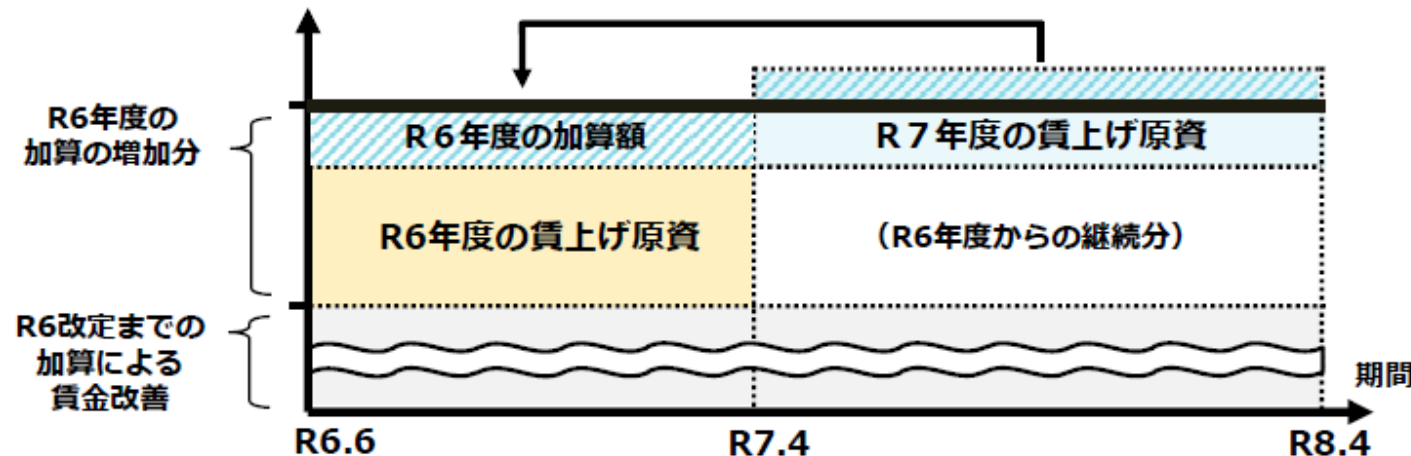 R6年度の
加算の増加分
R６年度の加算額
R７年度の賃上げ原資
R6年度の賃上げ原資
（R6年度からの継続分）
R6改定までの
加算による
賃金改善
期間
R6.6
R7.4
R8.4